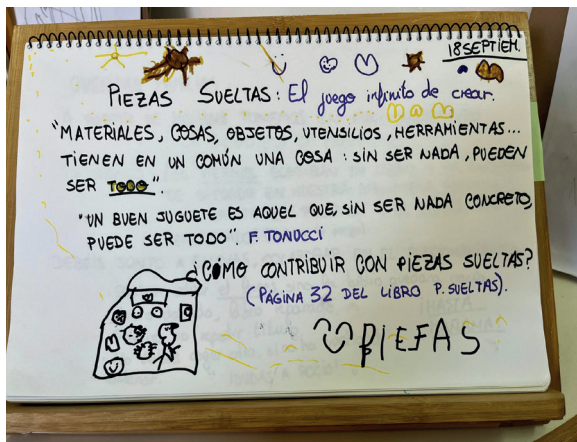 18 SEPTIEM.
PIEZAS SUELTAS: El juego infinito de crear.
"MATERIALES, COSAS, OBJETOS, UTENSILIOS, HERRAMIENTAS...
TIENEN EN UN COMÚN UNA COSA: SIN SER NADA, PUEDEN
SER TODO".
"UN BUEN JUGUETE ES AQUEL QUE, SIN SER NADA CONCRETO,
PUEDE SER TODO". F. TONUCCI
¿CÓMO CONTRIBUIR CON PIEZAS SUELTAS?
(PÁGINA 32 DEL LIBRO P. SUELTAS).
PIEFAS